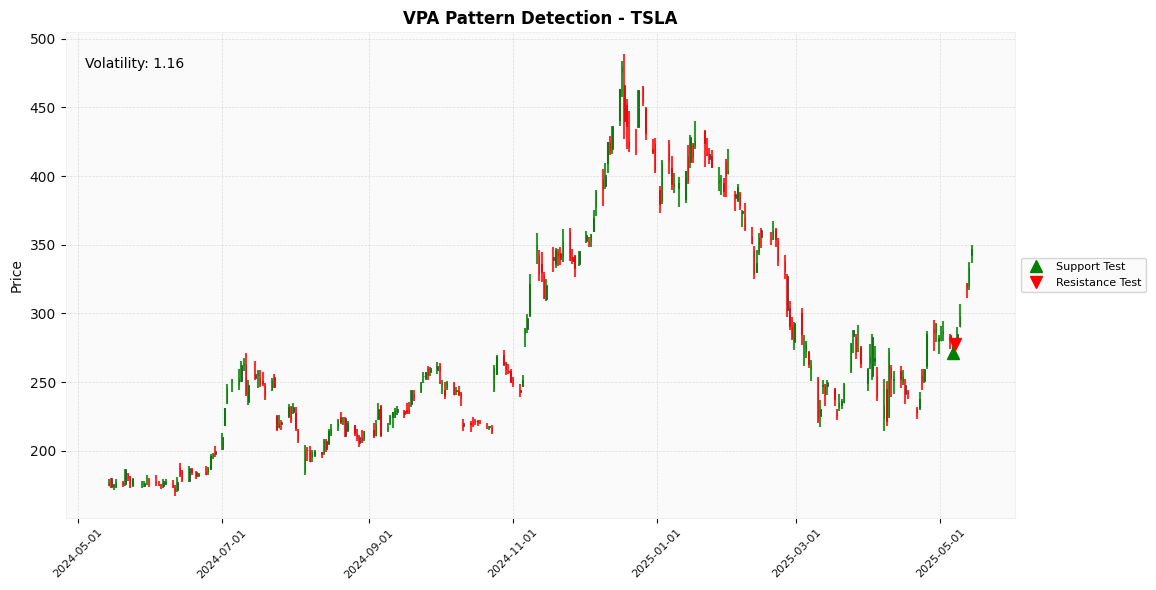 VPA Pattern Detection - TSLA
Volatility: 1.16
Price
500
450
400
350
300
250
200
2024-05-01
2024-07-01
2024-09-01
2024-11-01
2025-01-01
2025-03-01
2025-05-01
Support Test
Resistance Test